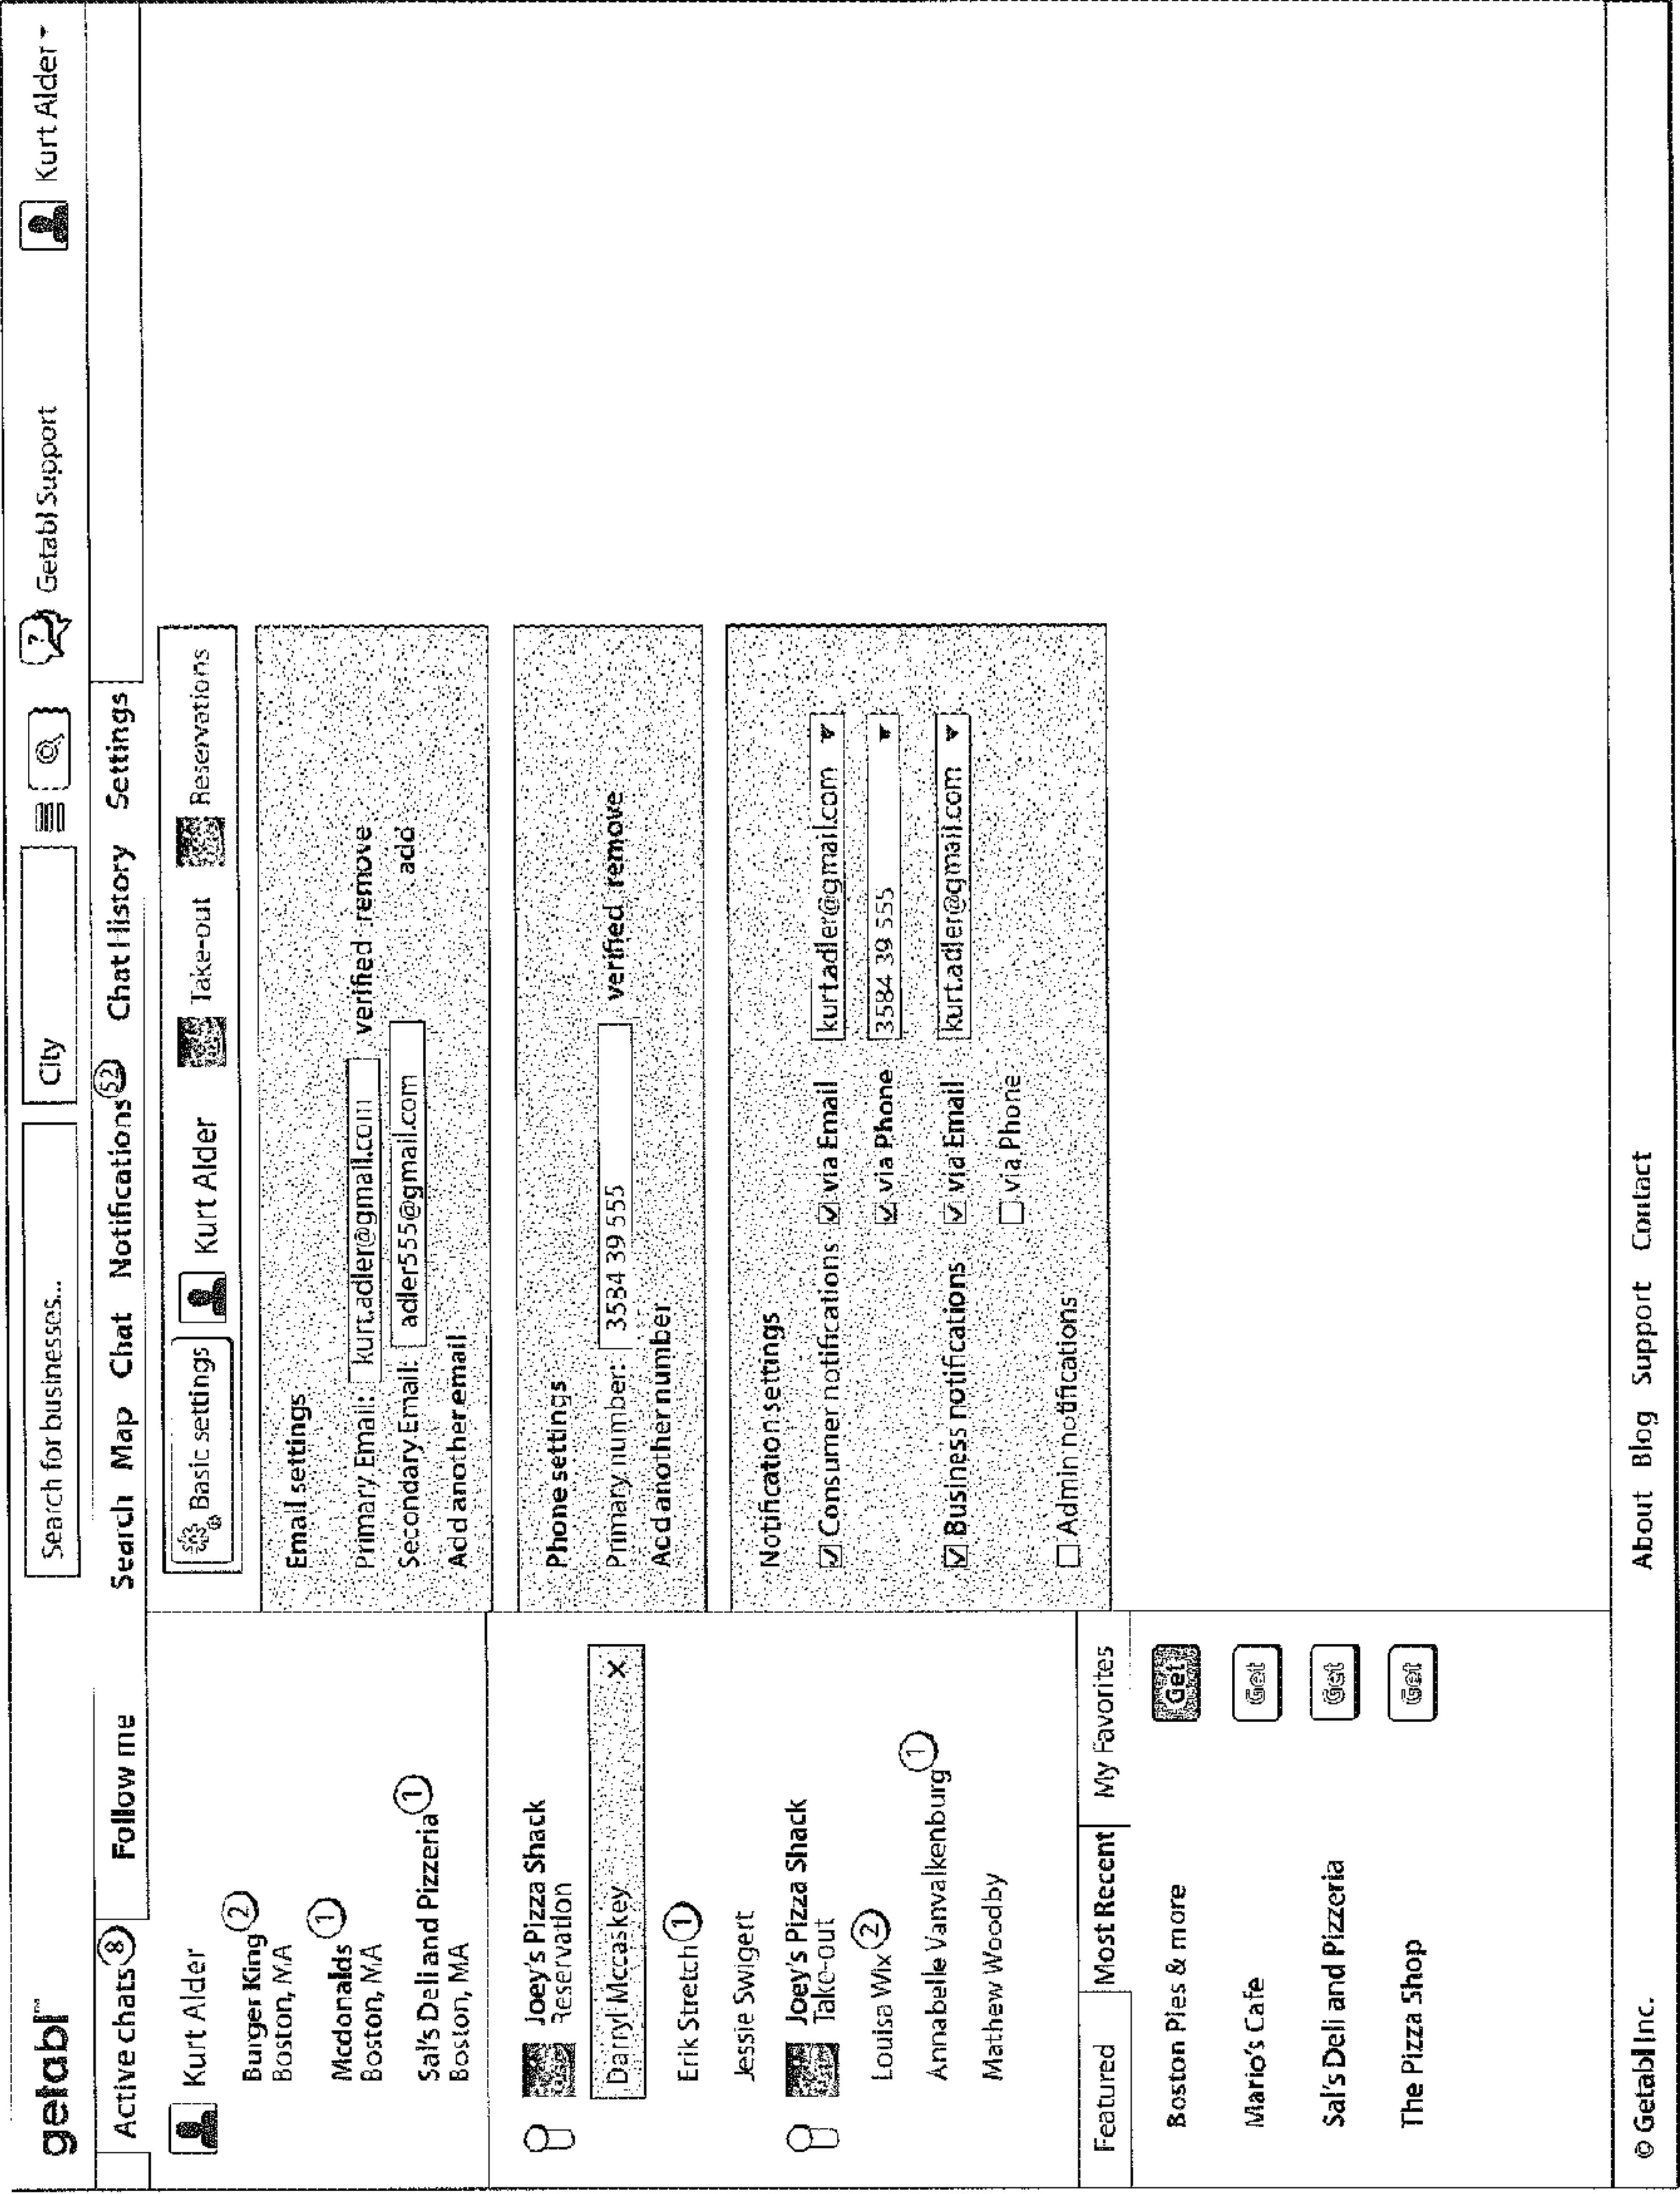 getabl™
Search for businesses...
City
Getabl Support
Kurt Alder
Active chats 8
Follow me
Search Map Chat Notifications 52 Chat History Settings
Kurt Alder
Burger King 2
Boston, MA
Mcdonalds 1
Boston, MA
Sal's Deli and Pizzeria 1
Boston, MA
Joey's Pizza Shack
Reservation
Darryl Mccaskey X
Erik Stretch 1
Jessie Swigert
Joey's Pizza Shack
Take-out
Louisa Wix 2
Annabelle Vanvalkenburg 1
Mathew Woodby
Featured Most Recent My Favorites
Boston Pies & more Get
Mario's Cafe Get
Sal's Deli and Pizzeria Get
The Pizza Shop Get
Basic settings Kurt Alder Take-out Reservations
Email settings
Primary Email: kurt.adler@gmail.com verified remove
Secondary Email: adler555@gmail.com add
Add another email
Phone settings
Primary number: 3584 39 555 verified remove
Add another number
Notification settings
Consumer notifications via Email kurt.adler@gmail.com
via Phone 3584 39 555
Business notifications via Email kurt.adler@gmail.com
via Phone
Admin notifications
© Getabl Inc.
About Blog Support Contact